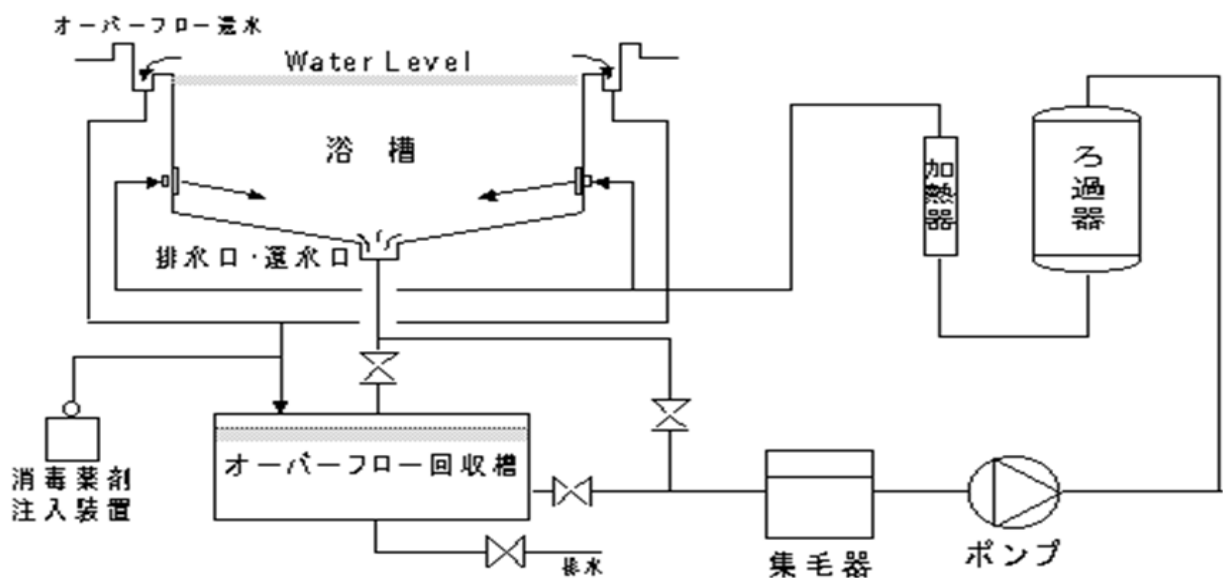 オーバーフロー還水
Water Level
浴槽
加熱器
ろ過器
排水口・還水口
オーバーフロー回収槽
消毒薬剤
注入装置
排水
集毛器
ポンプ